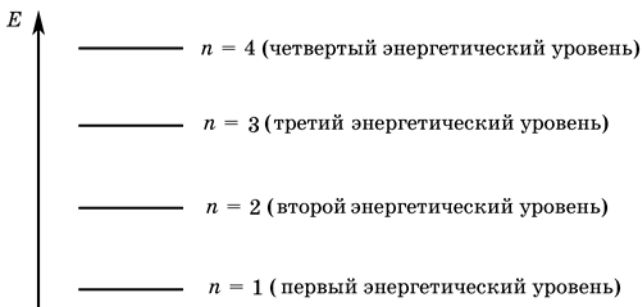 E
n = 4 (четвертый энергетический уровень)
n = 3 (третий энергетический уровень)
n = 2 (второй энергетический уровень)
n = 1 (первый энергетический уровень)